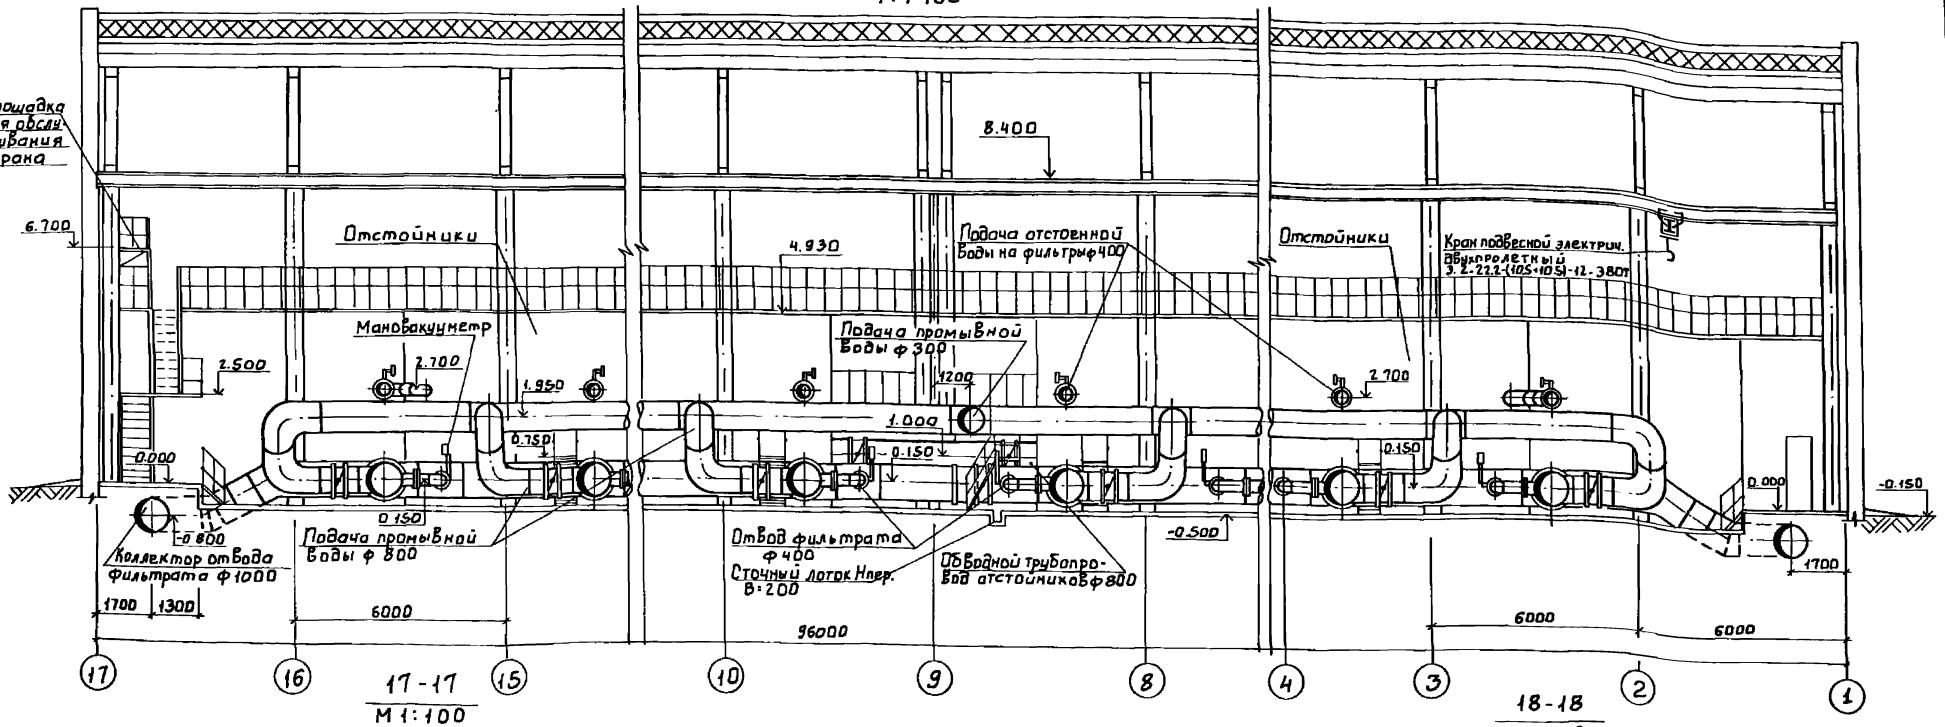 8.400
6.700
Отстойники
4.930
Подача отстоенной
воды на фильтры ф400
Отстойники
Кран подвесной электрич.
двухпролетный
Мановакууметр
Подача промывной
воды ф 300
2.500
2.700
1.950
1200
2.700
1.000
0.750
0.150
0.150
0.000
0.000
-0.150
0.150
-0.800
-0.500
Коллектор отвода
фильтрата ф1000
Подача промывной
воды ф 800
Отвод фильтрата
ф 400
Сточный лоток Нпер.
В=200
Обводной трубопро-
вод отстойников ф800
1700
1300
6000
96000
6000
6000
1700
17
16
15
10
9
8
4
3
2
1
17-17
М 1:100
18-18